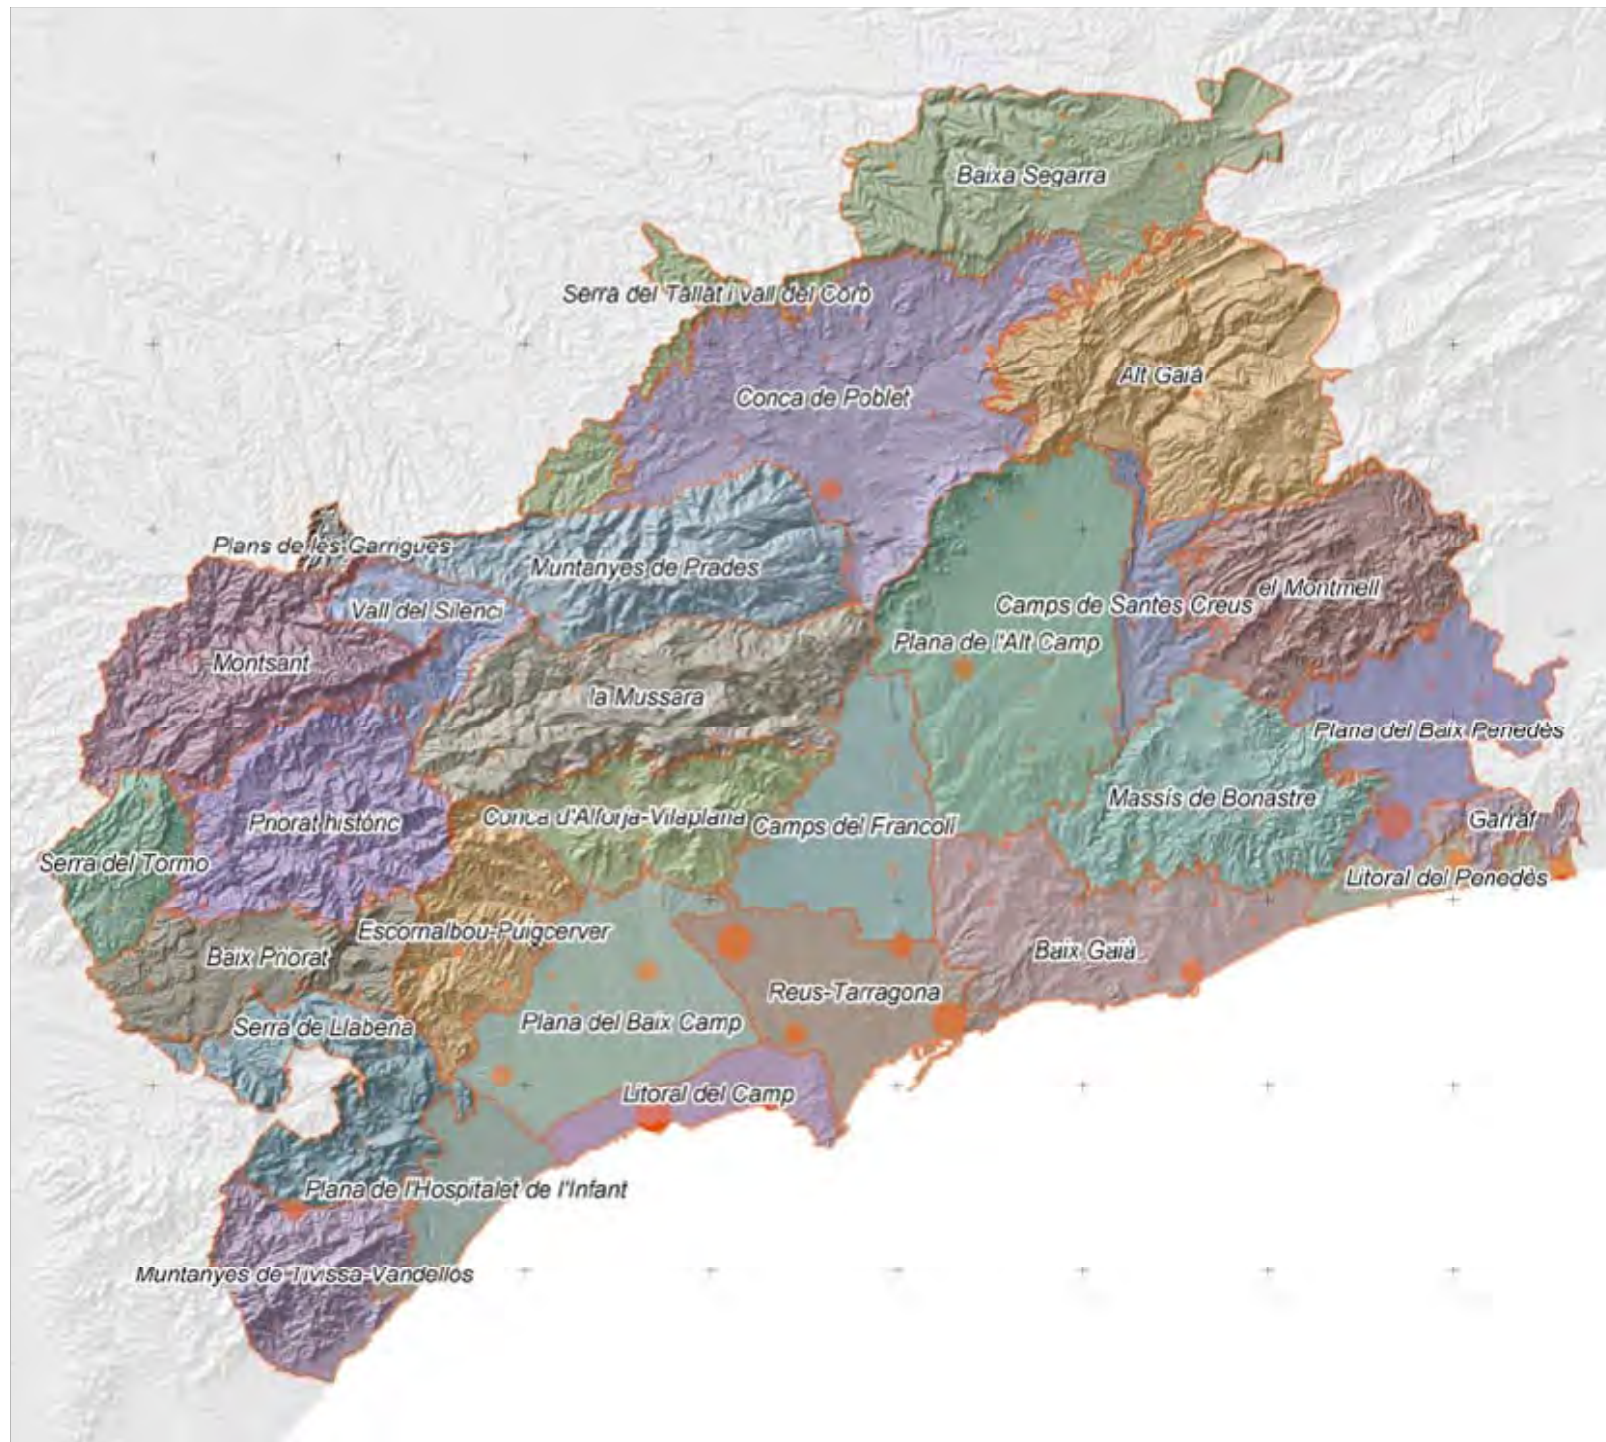 Baixa Segarra
Serra del Tallat i vall del Corb
Alt Gaià
Conca de Poblet
Plans de les Garrigues
Muntanyes de Prades
el Montmell
Camps de Santes Creus
Vall del Silenci
Plana de l'Alt Camp
Montsant
la Mussara
Plana del Baix Penedès
Massís de Bonastre
Conca d'Alforja-Vilaplana
Garraf
Priorat històric
Camps del Francolí
Serra del Tormo
Litoral del Penedès
Escornalbou-Puigcerver
Baix Gaià
Baix Priorat
Reus-Tarragona
Plana del Baix Camp
Serra de Llaberia
Litoral del Camp
Plana de l'Hospitalet de l'Infant
Muntanyes de Tivissa-Vandellòs